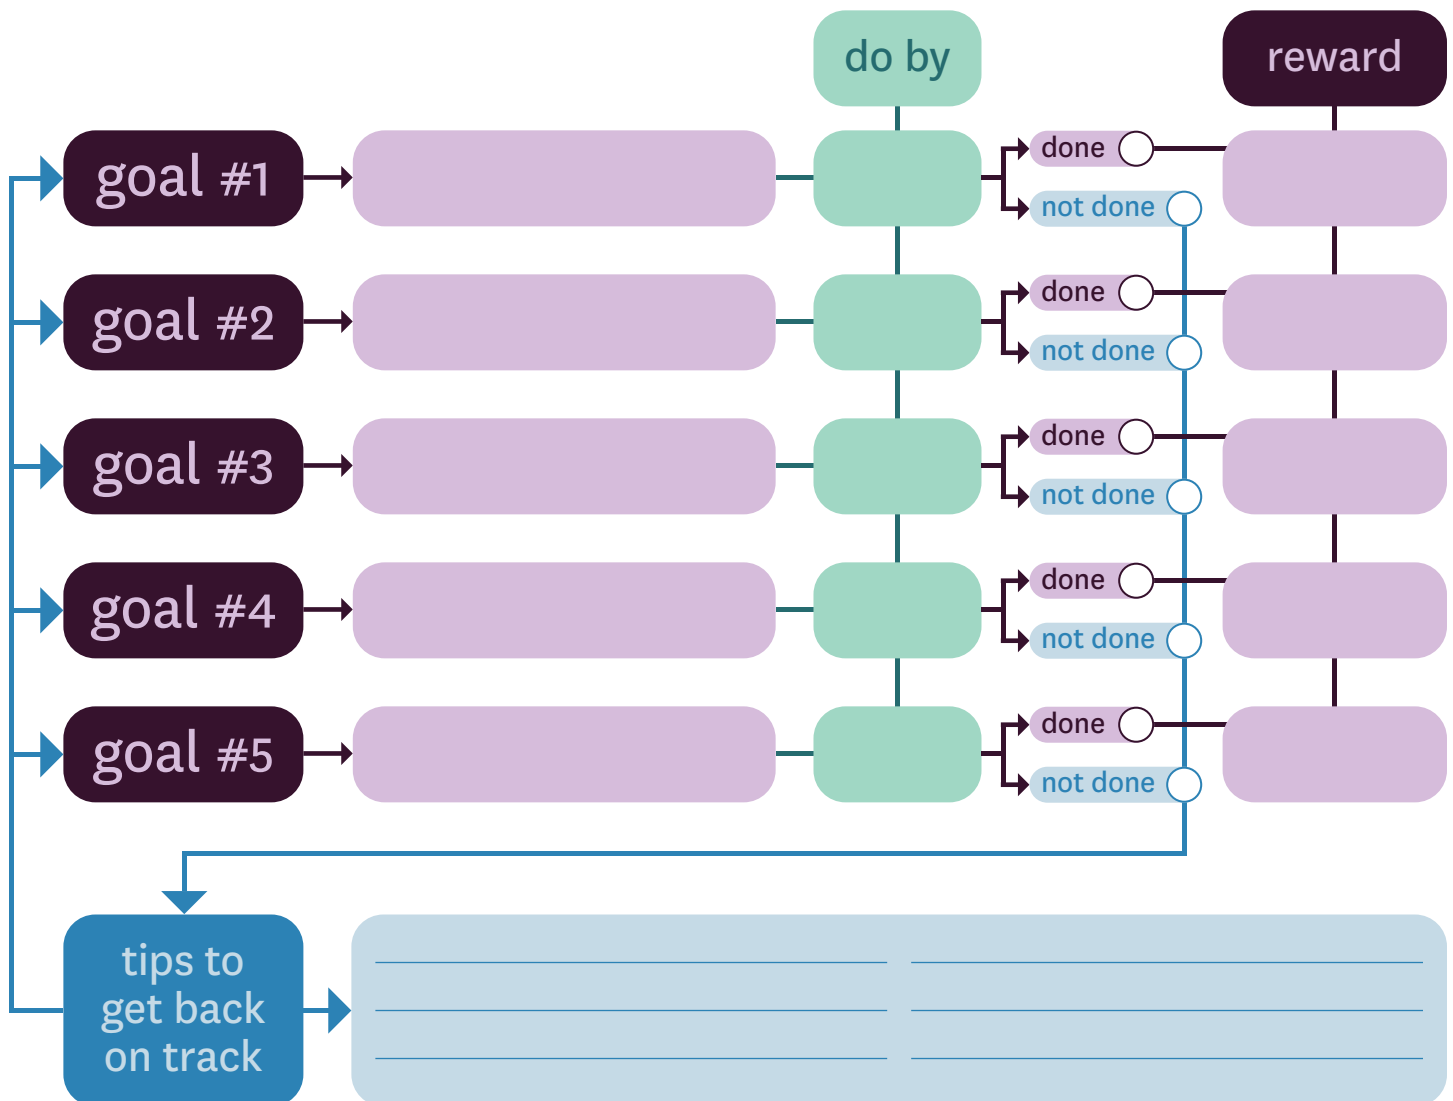 do by
reward
goal #1
done
not done
goal #2
done
not done
goal #3
done
not done
goal #4
done
not done
goal #5
done
not done
tips to
get back
on track